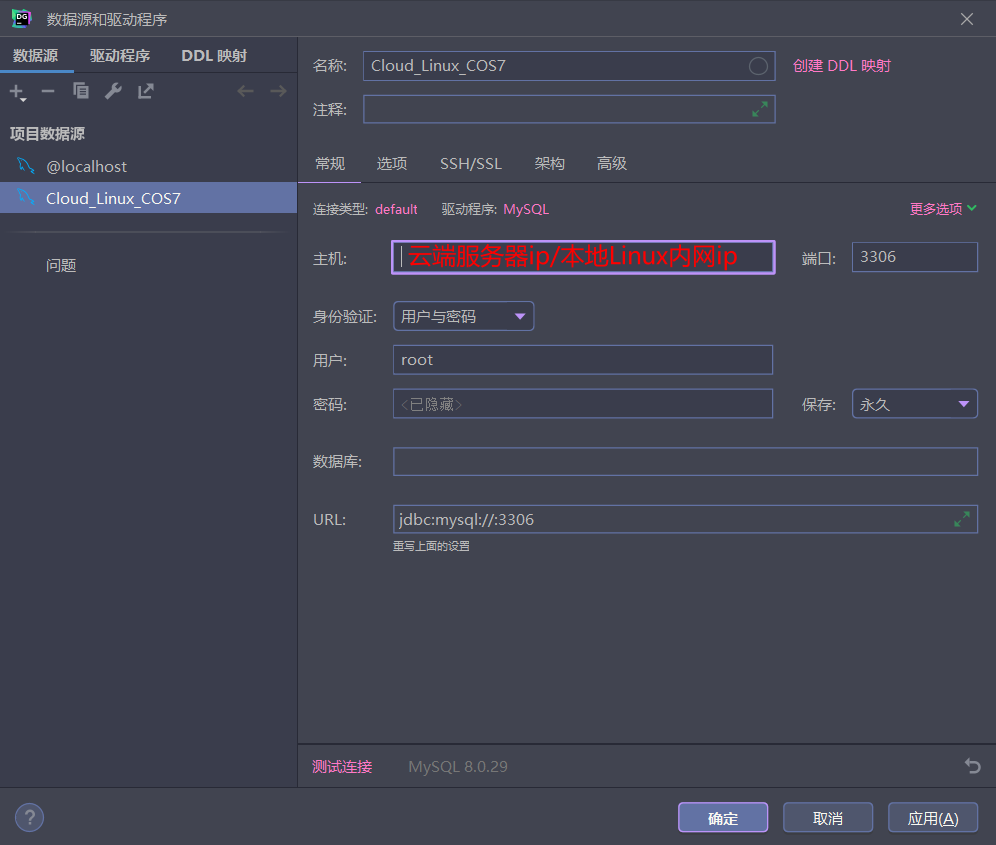 DG
数据源和驱动程序
数据源 驱动程序 DDL 映射
项目数据源
@localhost
Cloud_Linux_COS7
问题
名称: Cloud_Linux_COS7 创建 DDL 映射
注释:
常规 选项 SSH/SSL 架构 高级
连接类型: default 驱动程序: MySQL 更多选项
主机: 云端服务器ip/本地Linux内网ip 端口: 3306
身份验证: 用户与密码
用户: root
密码: <已隐藏> 保存: 永久
数据库:
URL: jdbc:mysql://:3306
重写上面的设置
测试连接 MySQL 8.0.29
? 确定 取消 应用(A)